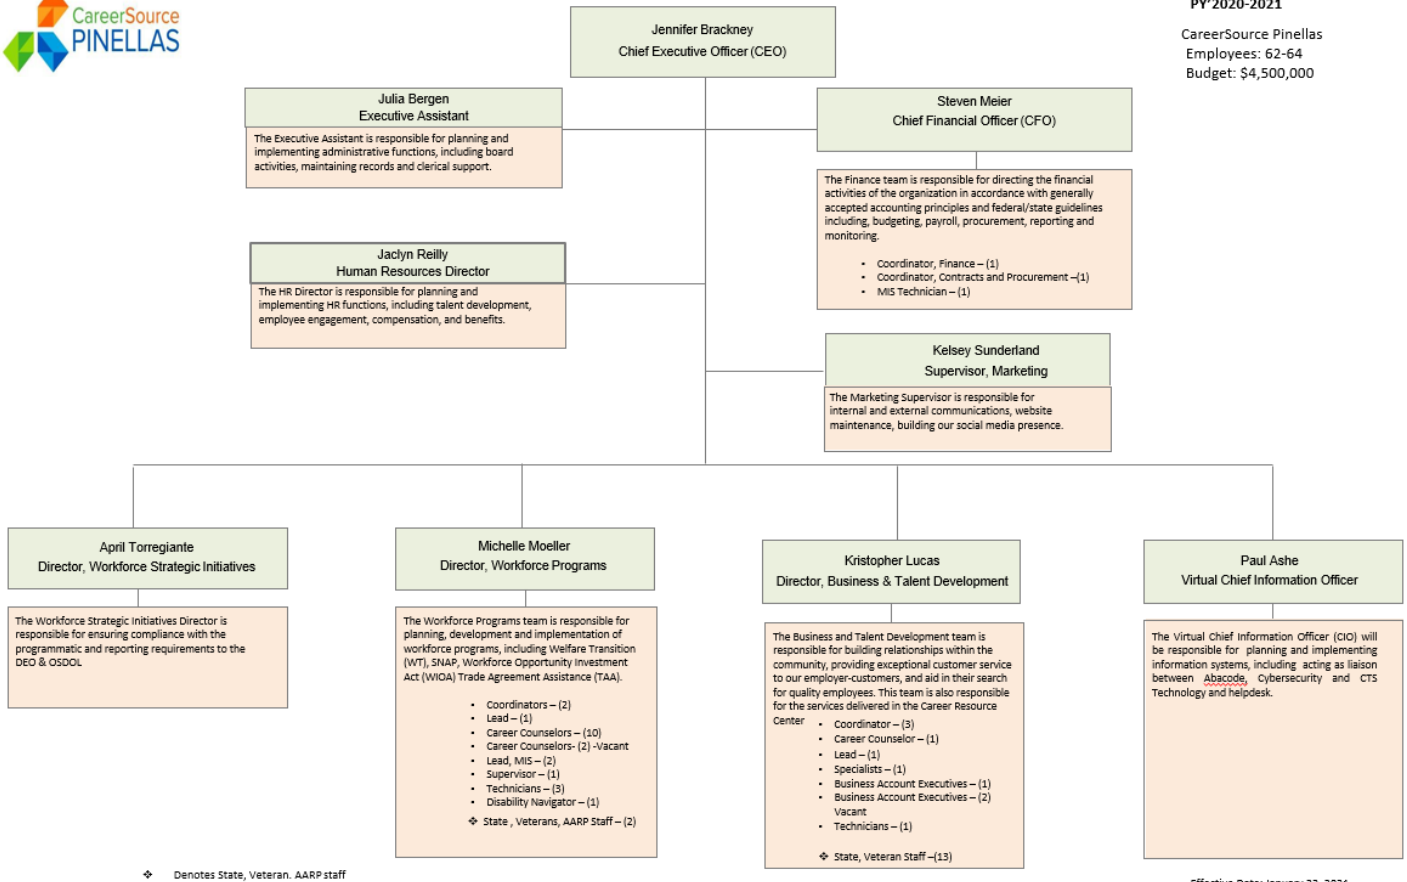 CareerSource
PINELLAS
PY'2020-2021
CareerSource Pinellas
Employees: 62-64
Budget: $4,500,000
Jennifer Brackney
Chief Executive Officer (CEO)
Julia Bergen
Executive Assistant
The Executive Assistant is responsible for planning and
implementing administrative functions, including board
activities, maintaining records and clerical support.
Steven Meier
Chief Financial Officer (CFO)
The Finance team is responsible for directing the financial
activities of the organization in accordance with generally
accepted accounting principles and federal/state guidelines
including, budgeting, payroll, procurement, reporting and
monitoring.
• Coordinator, Finance – (1)
• Coordinator, Contracts and Procurement –(1)
• MIS Technician – (1)
Jaclyn Reilly
Human Resources Director
The HR Director is responsible for planning and
implementing HR functions, including talent development,
employee engagement, compensation, and benefits.
Kelsey Sunderland
Supervisor, Marketing
The Marketing Supervisor is responsible for
internal and external communications, website
maintenance, building our social media presence.
April Torregiante
Director, Workforce Strategic Initiatives
The Workforce Strategic Initiatives Director is
responsible for ensuring compliance with the
programmatic and reporting requirements to the
DEO & OSDOL
Michelle Moeller
Director, Workforce Programs
The Workforce Programs team is responsible for
planning, development and implementation of
workforce programs, including Welfare Transition
(WT), SNAP, Workforce Opportunity Investment
Act (WIOA) Trade Agreement Assistance (TAA).
• Coordinators – (2)
• Lead – (1)
• Career Counselors – (10)
• Career Counselors- (2) -Vacant
• Lead, MIS – (2)
• Supervisor – (1)
• Technicians – (3)
• Disability Navigator – (1)
❖ State , Veterans, AARP Staff – (2)
Kristopher Lucas
Director, Business & Talent Development
The Business and Talent Development team is
responsible for building relationships within the
community, providing exceptional customer service
to our employer-customers, and aid in their search
for quality employees. This team is also responsible
for the services delivered in the Career Resource
Center
• Coordinator – (3)
• Career Counselor – (1)
• Lead – (1)
• Specialists – (1)
• Business Account Executives – (1)
• Business Account Executives – (2)
Vacant
• Technicians – (1)
❖ State, Veteran Staff –(13)
Paul Ashe
Virtual Chief Information Officer
The Virtual Chief Information Officer (CIO) will
be responsible for planning and implementing
information systems, including acting as liaison
between Abacode, Cybersecurity and CTS
Technology and helpdesk.
❖ Denotes State, Veteran. AARP staff
Effective Date: January 22, 2021